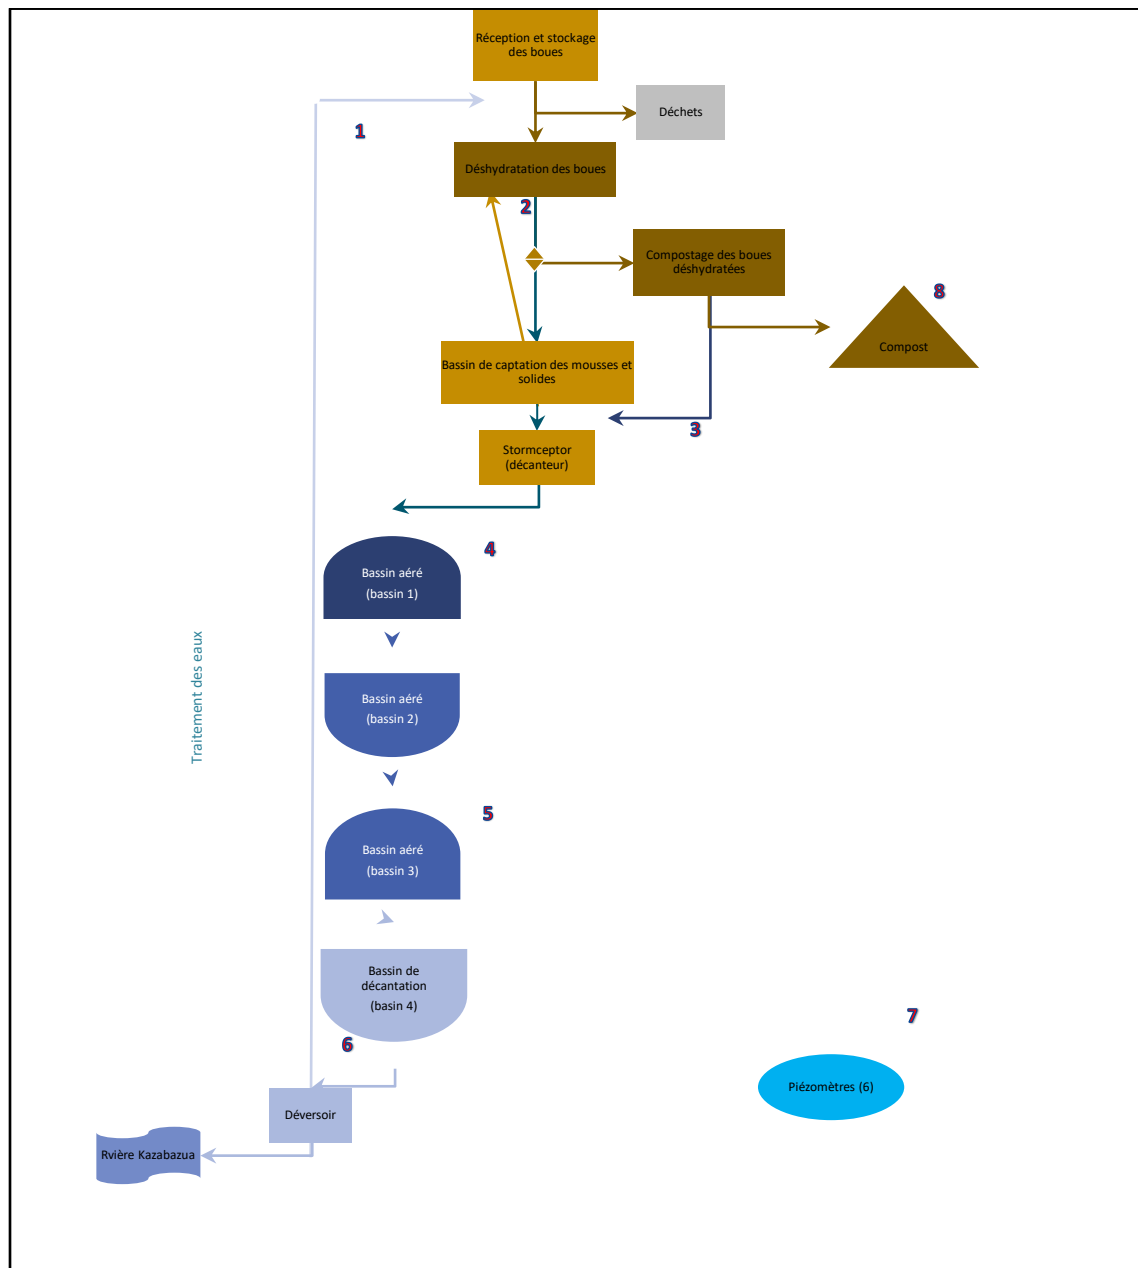 Réception et stockage
des boues
Déchets
1
Déshydratation des boues
2
Compostage des boues
déshydratées
8
Compost
Bassin de captation des mousses et
solides
3
Stormceptor
(décanteur)
4
Bassin aéré
(bassin 1)
Traitement des eaux
Bassin aéré
(bassin 2)
5
Bassin aéré
(bassin 3)
Bassin de
décantation
(basin 4)
7
6
Piézomètres (6)
Déversoir
Rvière Kazabazua